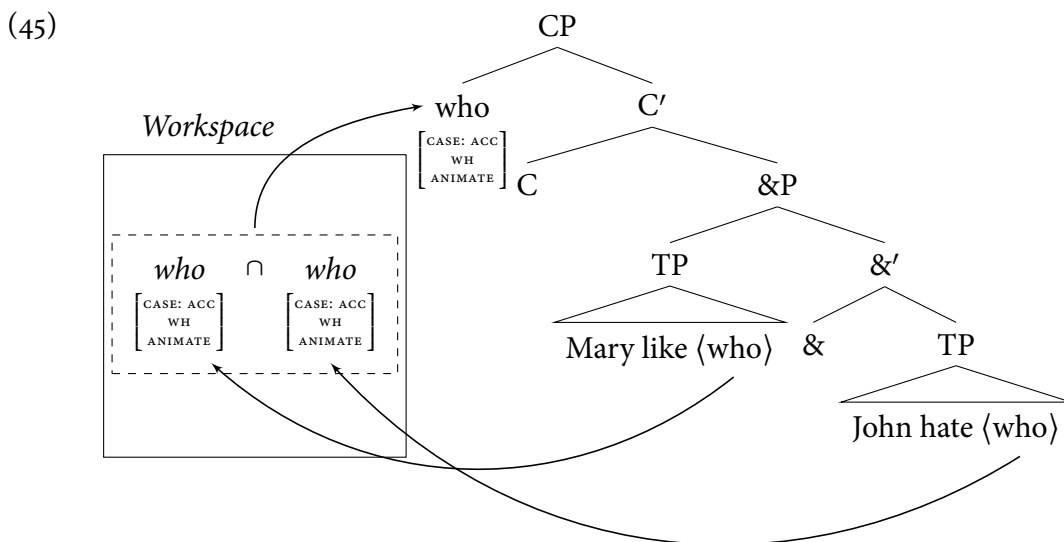 (45)
CP
who C′
[CASE: ACC
WH
ANIMATE]
C &P
TP &′
Mary like ⟨who⟩ & TP
John hate ⟨who⟩
Workspace
who ∩ who
[CASE: ACC [CASE: ACC
WH WH
ANIMATE] ANIMATE]